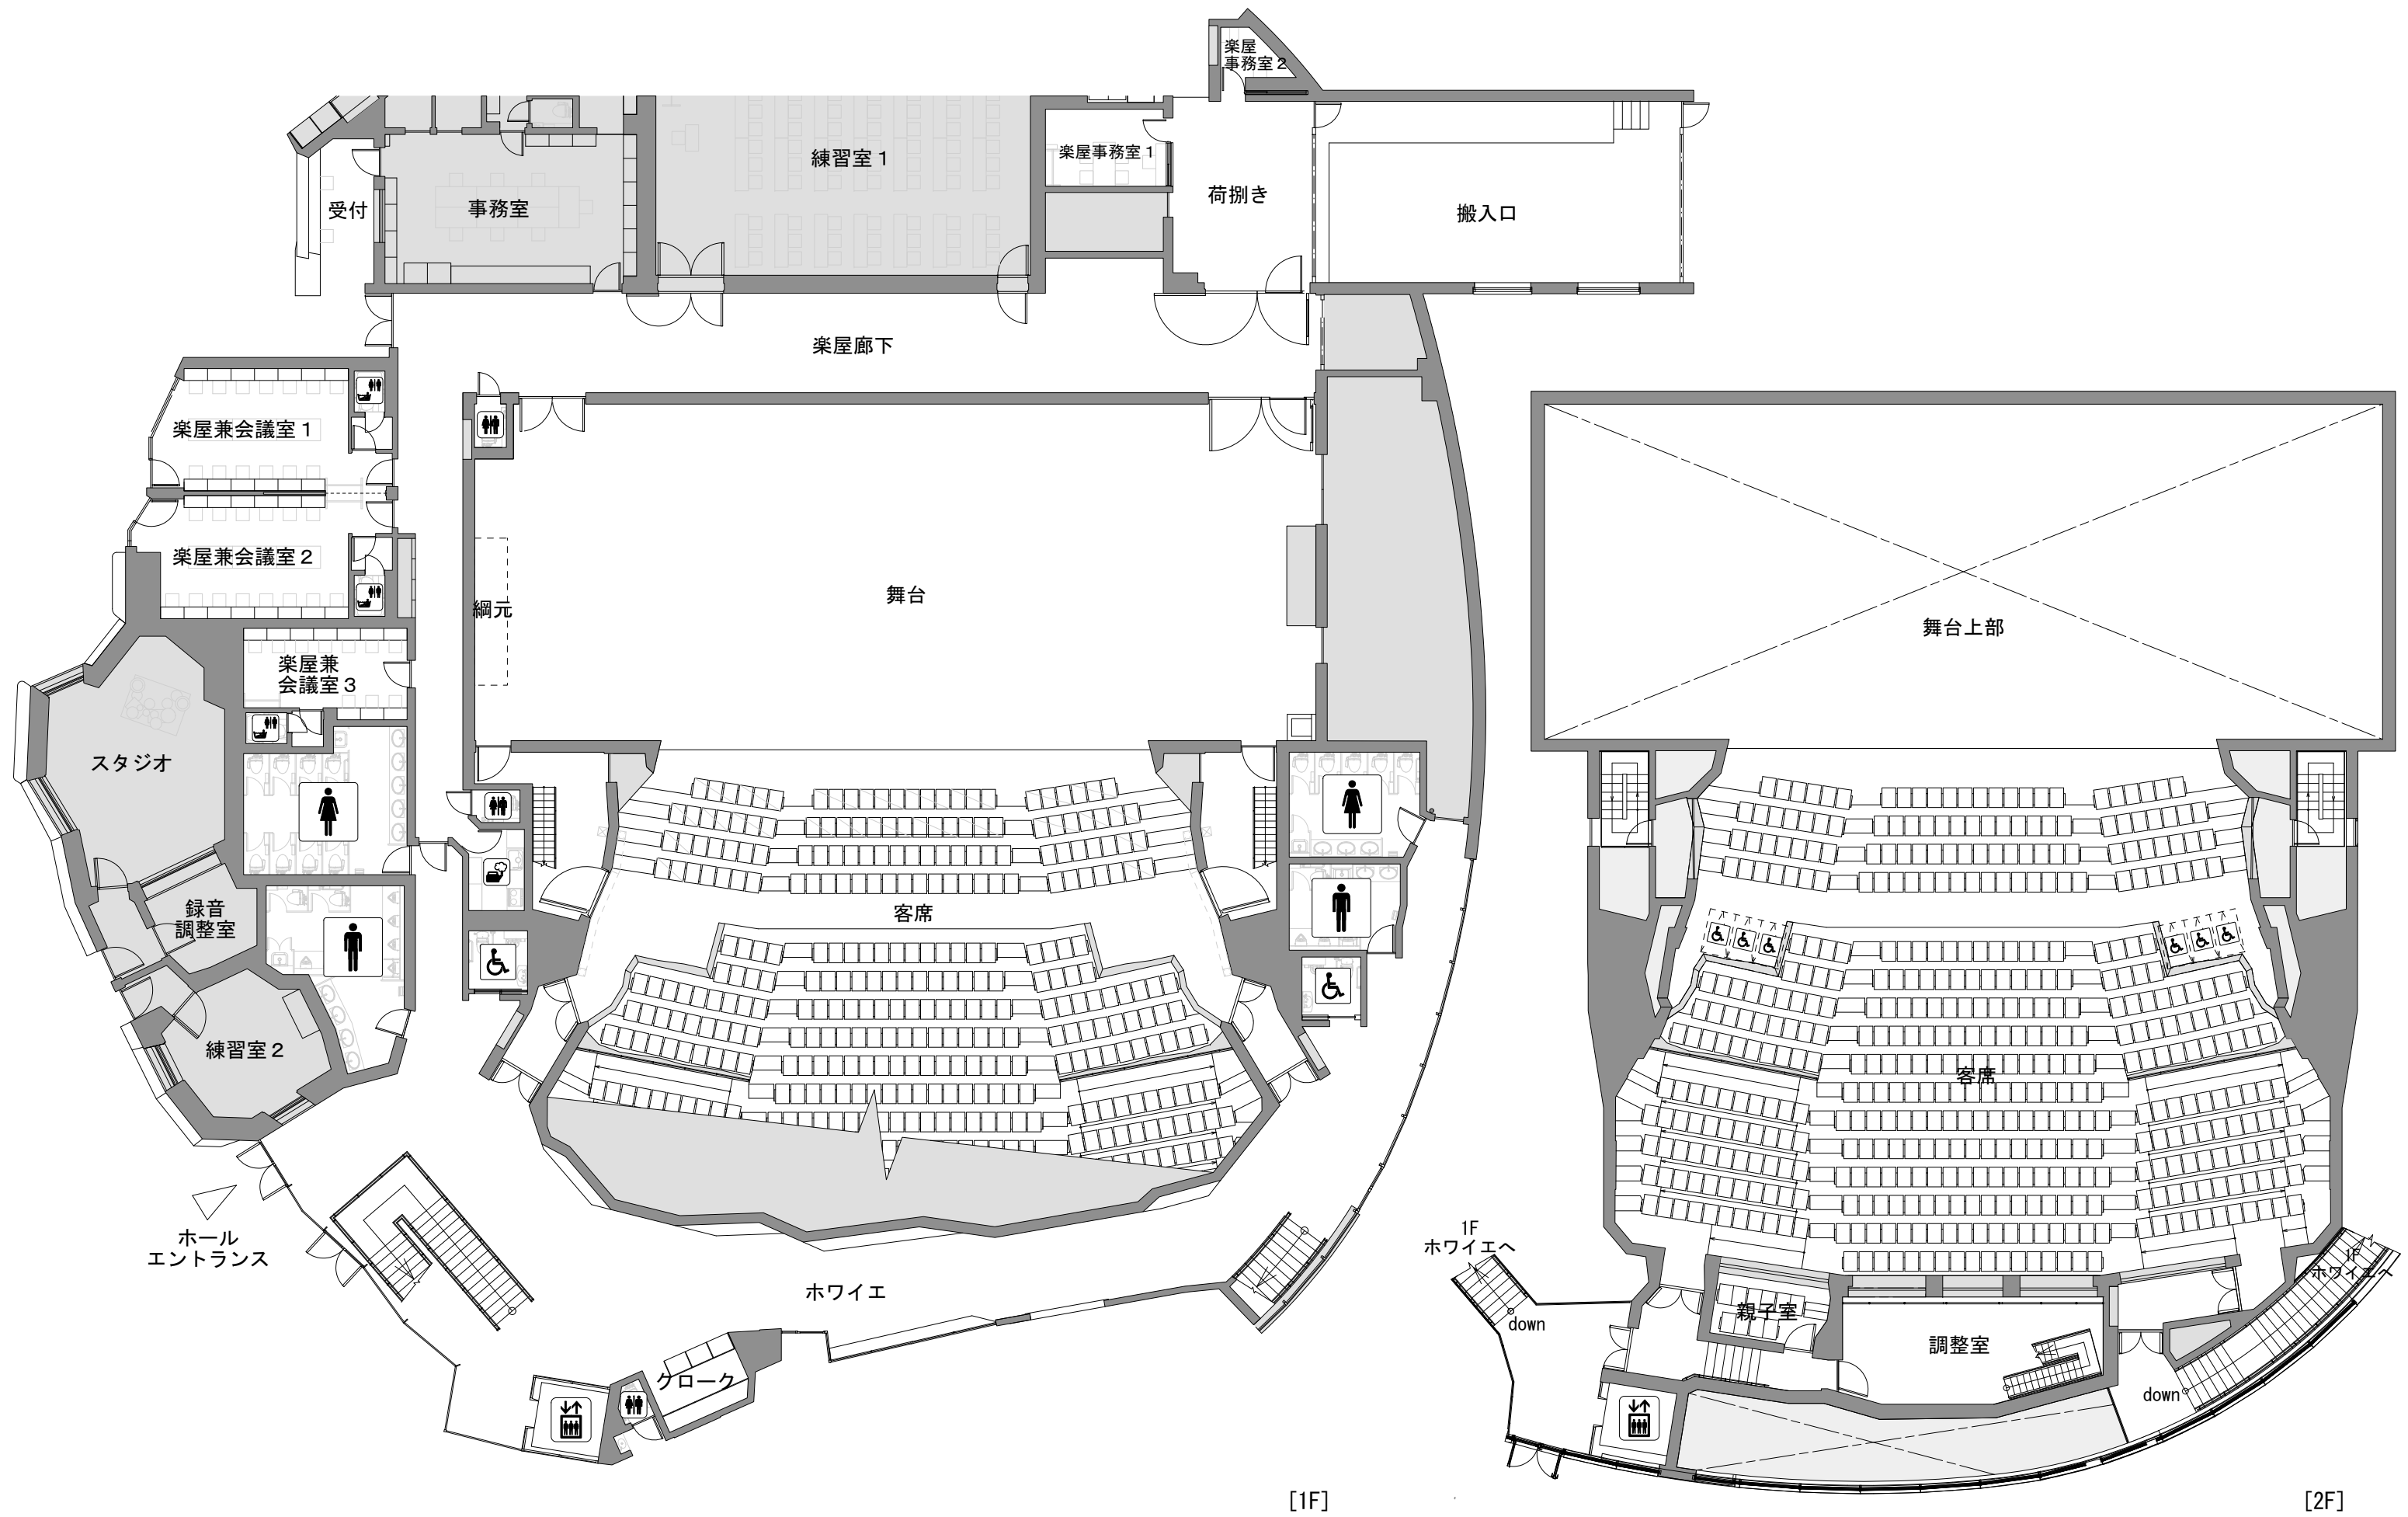 楽屋
事務室２
練習室１
楽屋事務室１
受付
事務室
荷捌き
搬入口
楽屋廊下
楽屋兼会議室１
楽屋兼会議室２
綱元
舞台
楽屋兼
会議室３
スタジオ
録音
調整室
客席
練習室２
ホール
エントランス
ホワイエ
クローク
[1F]
舞台上部
客席
1F
ホワイエへ
down
親子室
調整室
1F
ホワイエへ
down
[2F]